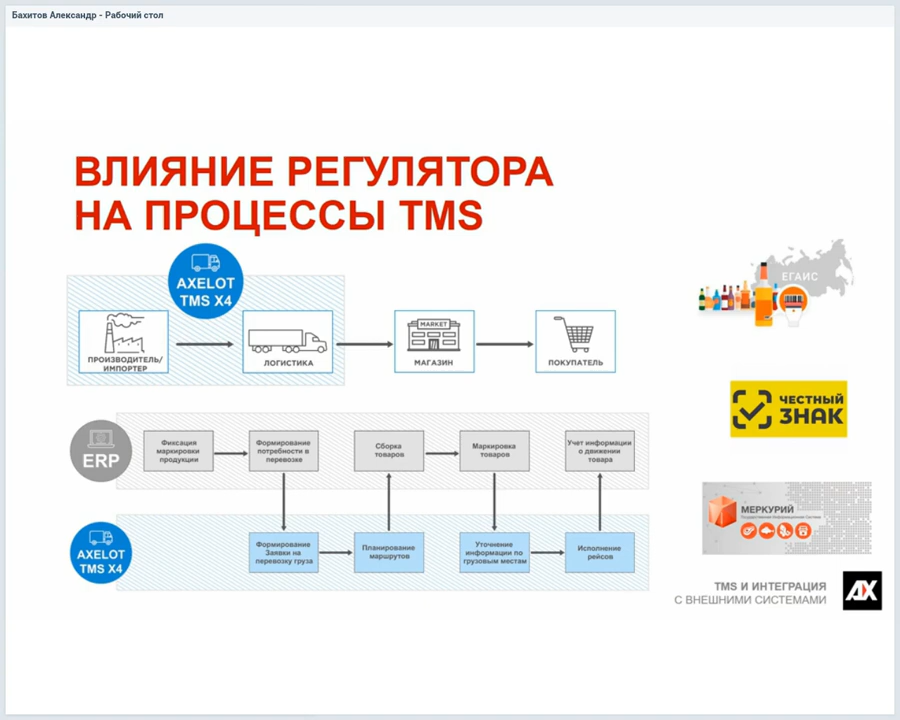 Бахитов Александр - Рабочий стол
ВЛИЯНИЕ РЕГУЛЯТОРА
НА ПРОЦЕССЫ TMS
AXELOT
TMS X4
ПРОИЗВОДИТЕЛЬ/
ИМПОРТЕР
ЛОГИСТИКА
MARKET
МАГАЗИН
ПОКУПАТЕЛЬ
ЕГАИС
ЧЕСТНЫЙ
ЗНАК
ERP
Фиксация
маркировки
продукции
Формирование
потребности в
перевозке
Сборка
товаров
Маркировка
товаров
Учет информации
о движении
товара
AXELOT
TMS X4
Формирование
Заявки на
перевозку груза
Планирование
маршрутов
Уточнение
информации по
грузовым местам
Исполнение
рейсов
МЕРКУРИЙ
Государственная Информационная Система
TMS И ИНТЕГРАЦИЯ
С ВНЕШНИМИ СИСТЕМАМИ
AX